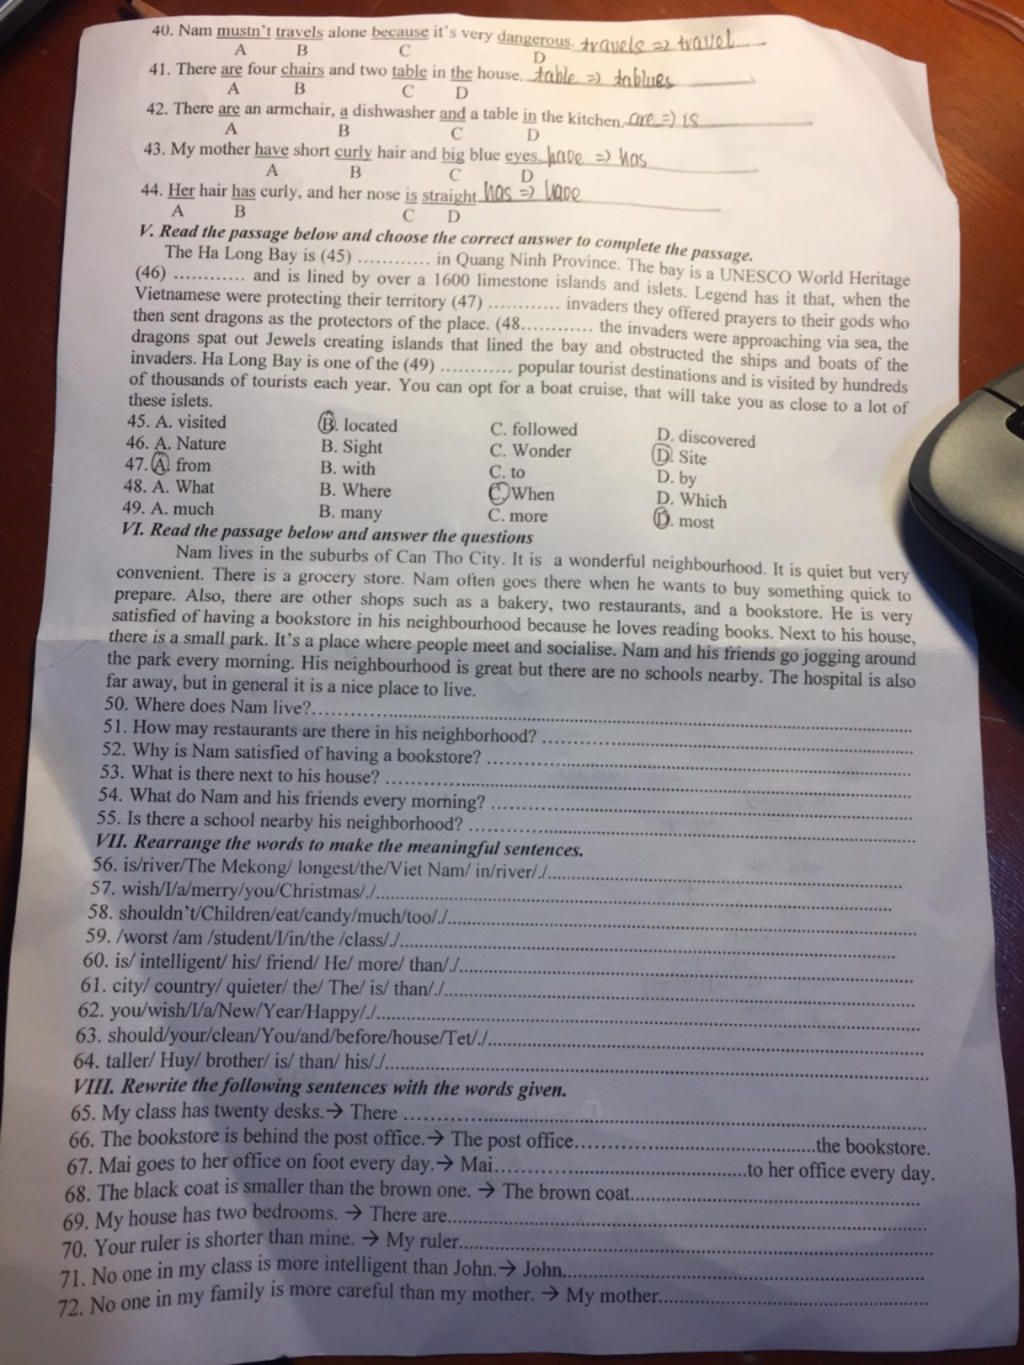 40. Nam mustn't travels alone because it's very dangerous. travels => travel
A B C D
41. There are four chairs and two table in the house. table => tablues
A B C D
42. There are an armchair, a dishwasher and a table in the kitchen. are => is
A B C D
43. My mother have short curly hair and big blue eyes. have => has
A B C D
44. Her hair has curly, and her nose is straight has => have
A B C D
V. Read the passage below and choose the correct answer to complete the passage.
The Ha Long Bay is (45) ............ in Quang Ninh Province. The bay is a UNESCO World Heritage
(46) ............ and is lined by over a 1600 limestone islands and islets. Legend has it that, when the
Vietnamese were protecting their territory (47) ............ invaders they offered prayers to their gods who
then sent dragons as the protectors of the place. (48............ the invaders were approaching via sea, the
dragons spat out Jewels creating islands that lined the bay and obstructed the ships and boats of the
invaders. Ha Long Bay is one of the (49) ............ popular tourist destinations and is visited by hundreds
of thousands of tourists each year. You can opt for a boat cruise, that will take you as close to a lot of
these islets.
45. A. visited B. located C. followed D. discovered
46. A. Nature B. Sight C. Wonder D. Site
47. A. from B. with C. to D. by
48. A. What B. Where C. When D. Which
49. A. much B. many C. more D. most
VI. Read the passage below and answer the questions
Nam lives in the suburbs of Can Tho City. It is a wonderful neighbourhood. It is quiet but very
convenient. There is a grocery store. Nam often goes there when he wants to buy something quick to
prepare. Also, there are other shops such as a bakery, two restaurants, and a bookstore. He is very
satisfied of having a bookstore in his neighbourhood because he loves reading books. Next to his house,
there is a small park. It's a place where people meet and socialise. Nam and his friends go jogging around
the park every morning. His neighbourhood is great but there are no schools nearby. The hospital is also
far away, but in general it is a nice place to live.
50. Where does Nam live?............
51. How may restaurants are there in his neighborhood? ............
52. Why is Nam satisfied of having a bookstore? ............
53. What is there next to his house? ............
54. What do Nam and his friends every morning? ............
55. Is there a school nearby his neighborhood? ............
VII. Rearrange the words to make the meaningful sentences.
56. is/river/The Mekong/ longest/the/Viet Nam/ in/river/./............
57. wish/I/a/merry/you/Christmas/./............
58. shouldn't/Children/eat/candy/much/too/./............
59. /worst /am /student/I/in/the /class/./............
60. is/ intelligent/ his/ friend/ He/ more/ than/./............
61. city/ country/ quieter/ the/ The/ is/ than/./............
62. you/wish/I/a/New/Year/Happy/./............
63. should/your/clean/You/and/before/house/Tet/./............
64. taller/ Huy/ brother/ is/ than/ his/./............
VIII. Rewrite the following sentences with the words given.
65. My class has twenty desks.→ There ............
66. The bookstore is behind the post office.→ The post office............the bookstore.
67. Mai goes to her office on foot every day.→ Mai............to her office every day.
68. The black coat is smaller than the brown one. → The brown coat............
69. My house has two bedrooms. → There are............
70. Your ruler is shorter than mine. → My ruler............
71. No one in my class is more intelligent than John.→ John............
72. No one in my family is more careful than my mother. → My mother............